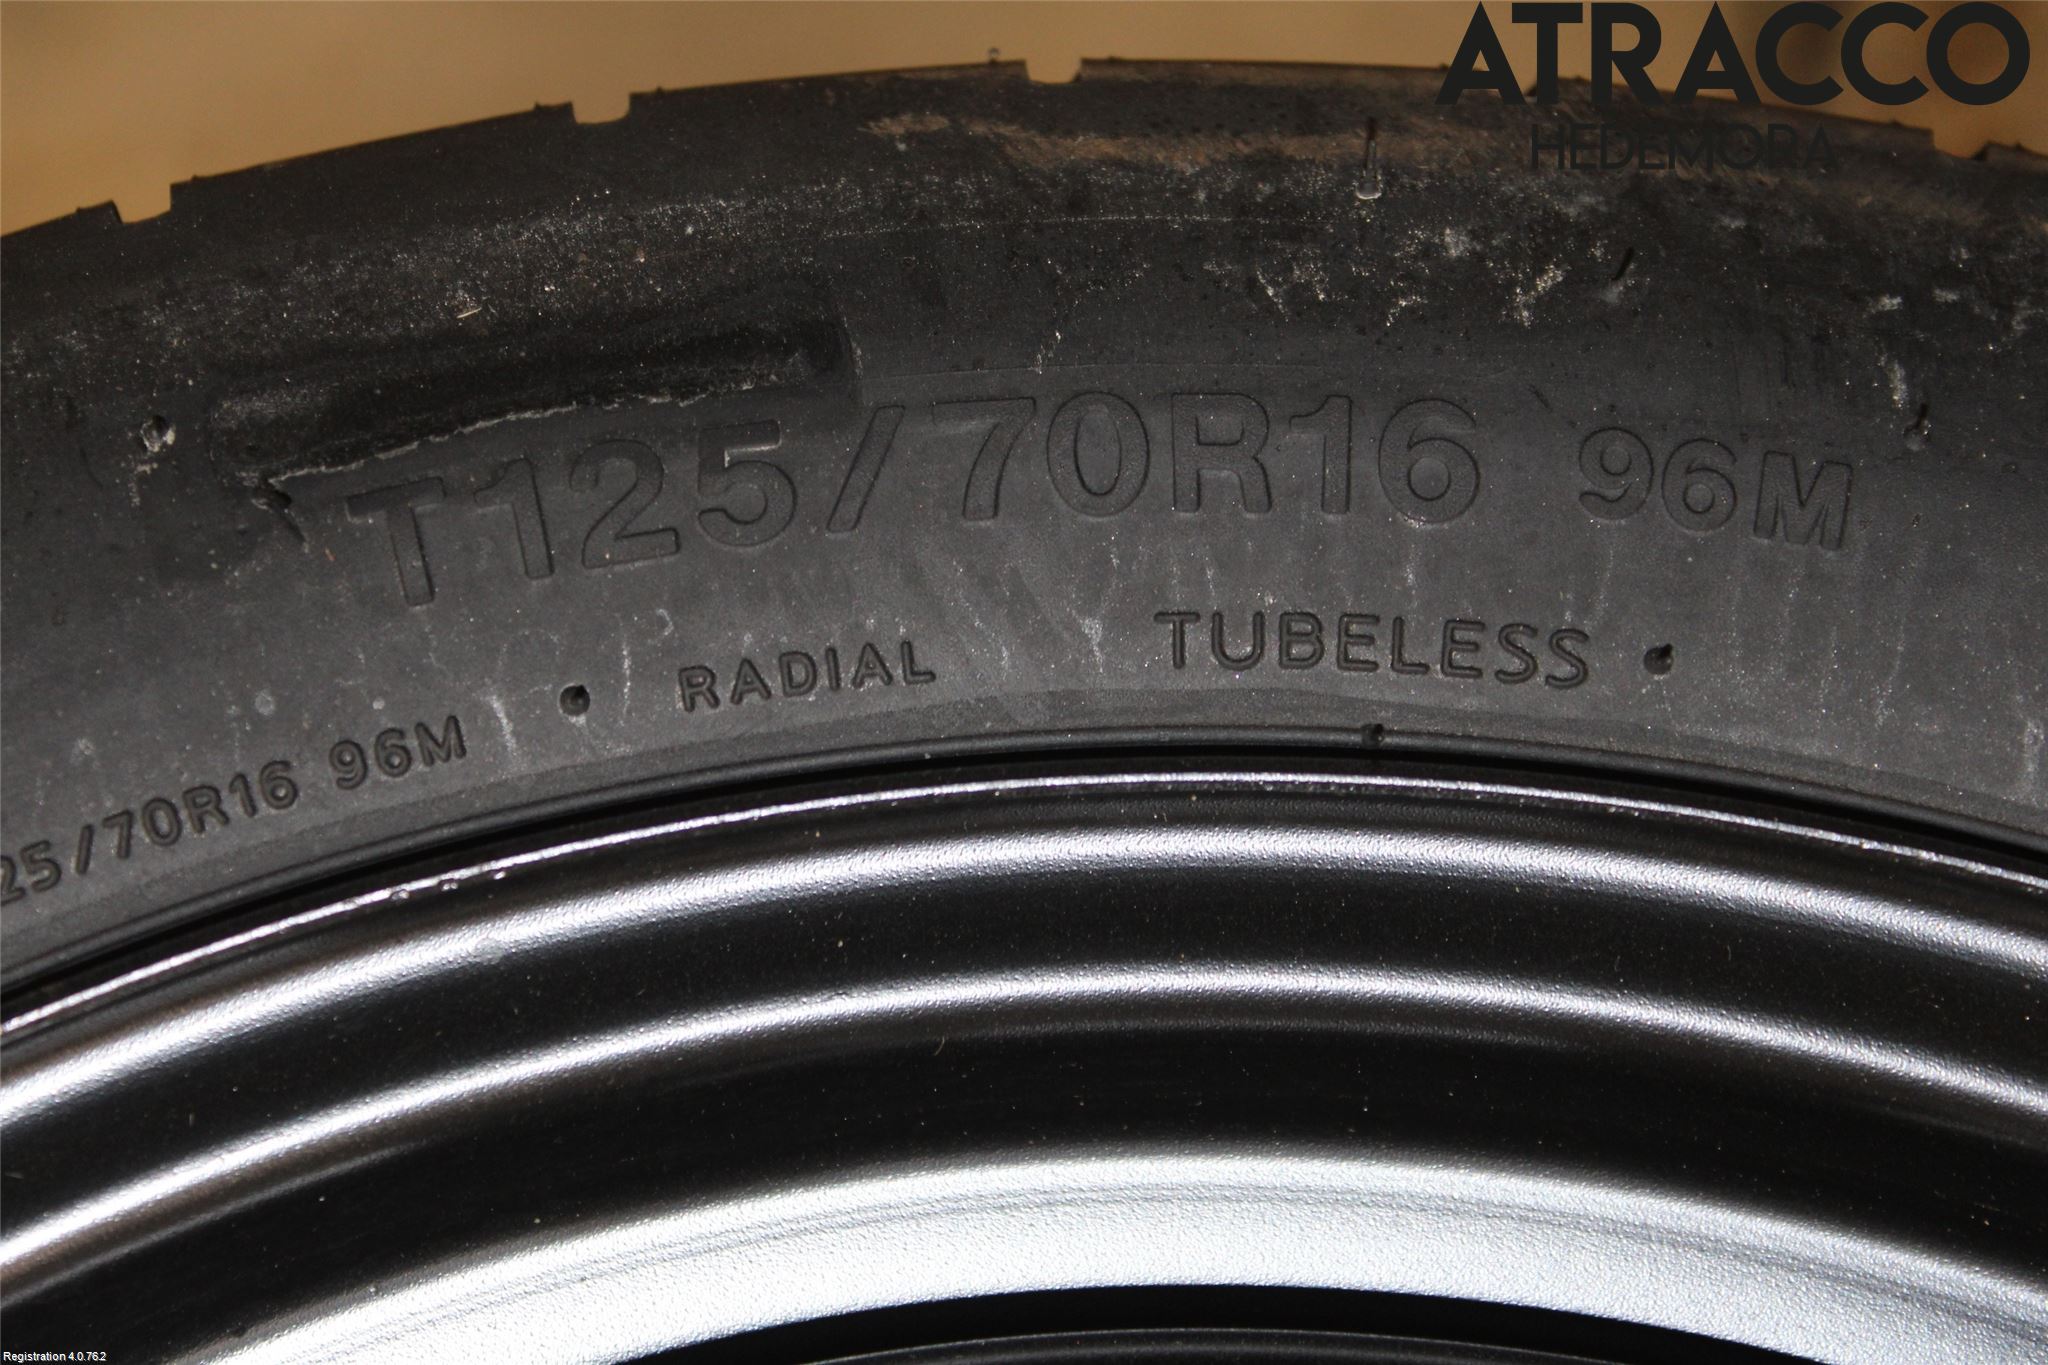 ATRACCO
HEDEMORA
T125/70R16 96M
RADIAL TUBELESS
25/70R16 96M
Registration 4.0.76.2